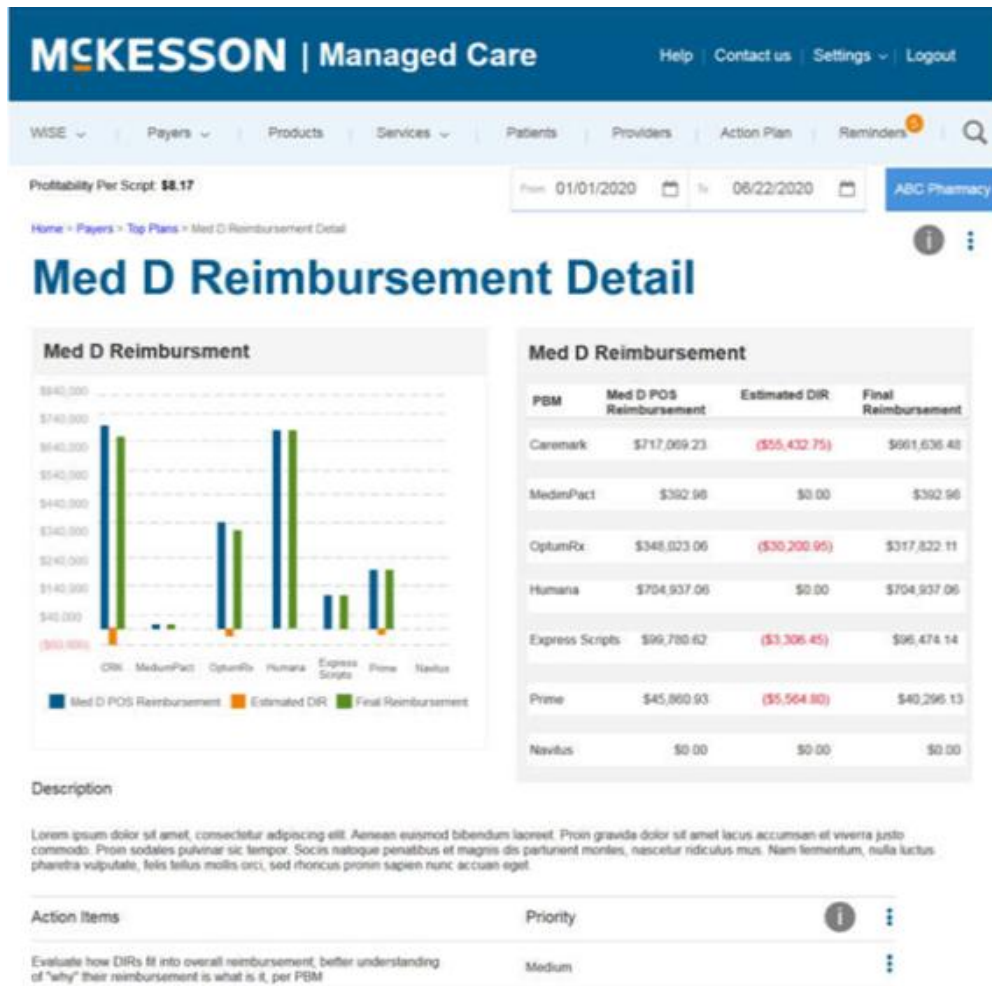 MCKESSON | Managed Care
Help | Contact us | Settings | Logout
WISE | Payers | Products | Services | Patients | Providers | Action Plan | Reminders 5
Profitability Per Script: $8.17
From 01/01/2020 To 06/22/2020 ABC Pharmacy
Home > Payers > Top Plans > Med D Reimbursement Detail
Med D Reimbursement Detail
Med D Reimbursment
$840,000
$740,000
$640,000
$540,000
$440,000
$340,000
$240,000
$140,000
$40,000
($60,000)
CRK MediumPact OptumRx Humana Express Scripts Prime Navitus
Med D POS Reimbursement Estimated DIR Final Reimbursement
Med D Reimbursement
PBM Med D POS Reimbursement Estimated DIR Final Reimbursement
Caremark $717,069.23 ($55,432.75) $661,636.48
MedimPact $392.98 $0.00 $392.98
OptumRx $348,023.06 ($30,200.95) $317,822.11
Humana $704,937.06 $0.00 $704,937.06
Express Scripts $99,780.62 ($3,306.45) $96,474.14
Prime $45,860.93 ($5,564.80) $40,296.13
Navitus $0.00 $0.00 $0.00
Description
Lorem ipsum dolor sit amet, consectetur adipiscing elit. Aenean euismod bibendum laoreet. Proin gravida dolor sit amet lacus accumsan et viverra justo
commodo. Proin sodales pulvinar sic tempor. Sociis natoque penatibus et magnis dis parturient montes, nascetur ridiculus mus. Nam fermentum, nulla luctus
pharetra vulputate, felis tellus mollis orci, sed rhoncus pronin sapien nunc accuan eget.
Action Items Priority
Evaluate how DIRs fit into overall reimbursement, better understanding
of "why" their reimbursement is what is it, per PBM
Medium